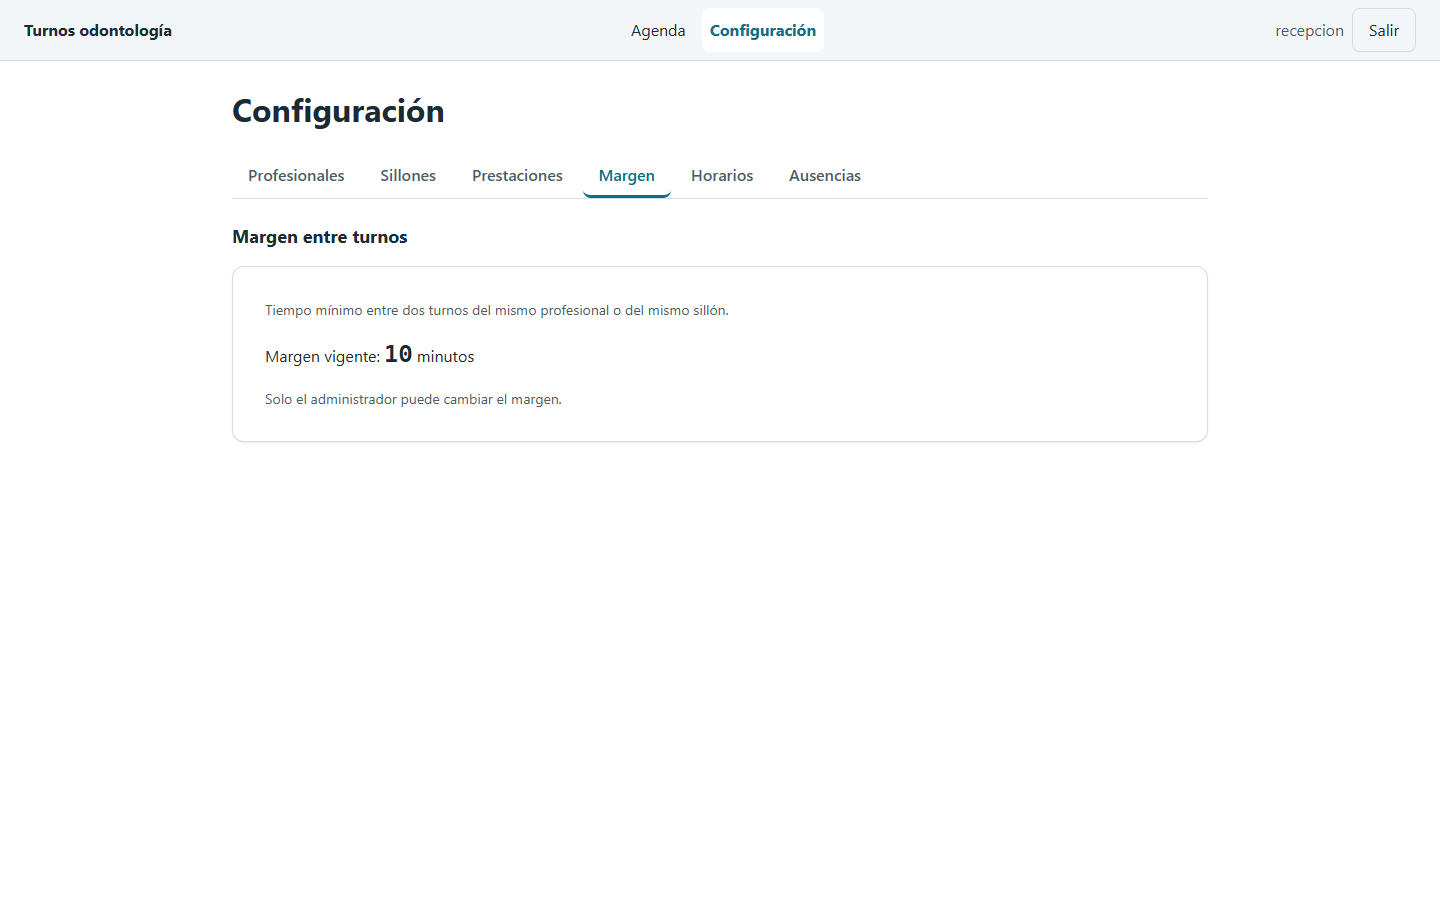 Turnos odontología
Agenda
Configuración
recepcion
Salir
Configuración
Profesionales
Sillones
Prestaciones
Margen
Horarios
Ausencias
Margen entre turnos
Tiempo mínimo entre dos turnos del mismo profesional o del mismo sillón.
Margen vigente: 10 minutos
Solo el administrador puede cambiar el margen.